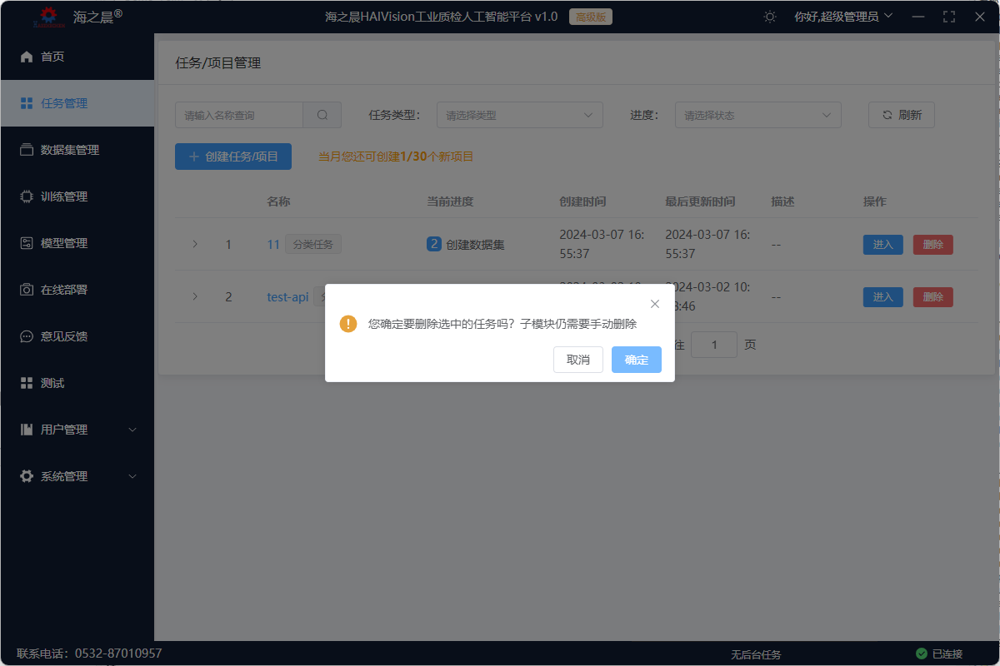 海之晨®
海之晨HAIVision工业质检人工智能平台 v1.0 高级版
你好,超级管理员
首页
任务管理
数据集管理
训练管理
模型管理
在线部署
意见反馈
测试
用户管理
系统管理
任务/项目管理
请输入名称查询 任务类型： 请选择类型 进度： 请选择状态 刷新
创建任务/项目 当月您还可创建1/30个新项目
名称 当前进度 创建时间 最后更新时间 描述 操作
1 11 分类任务 2 创建数据集 2024-03-07 16:55:37 2024-03-07 16:55:37 -- 进入 删除
2 test-api 2024-03-02 10: -- 进入 删除
您确定要删除选中的任务吗？子模块仍需要手动删除
取消 确定
往 1 页
联系电话：0532-87010957 无后台任务 已连接